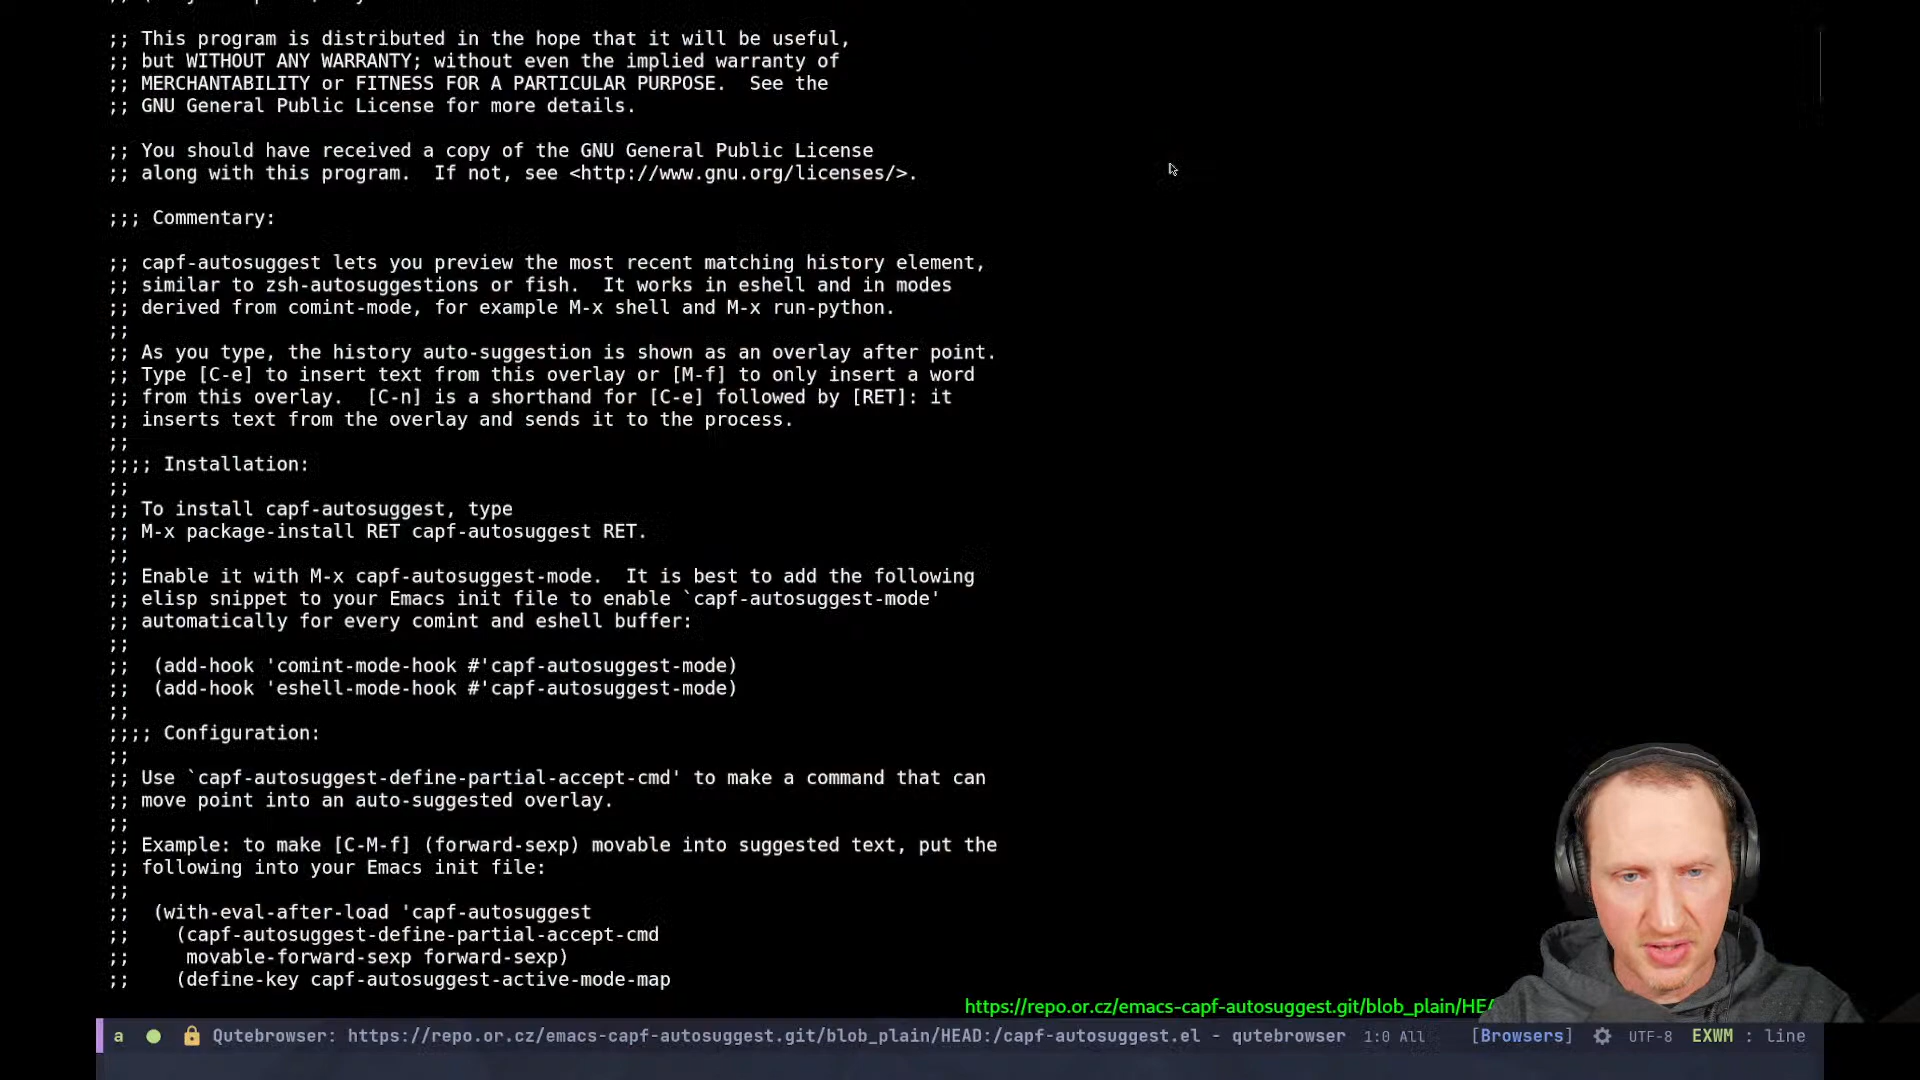 ;; This program is distributed in the hope that it will be useful,
;; but WITHOUT ANY WARRANTY; without even the implied warranty of
;; MERCHANTABILITY or FITNESS FOR A PARTICULAR PURPOSE.  See the
;; GNU General Public License for more details.

;; You should have received a copy of the GNU General Public License
;; along with this program.  If not, see <http://www.gnu.org/licenses/>.

;;; Commentary:

;; capf-autosuggest lets you preview the most recent matching history element,
;; similar to zsh-autosuggestions or fish.  It works in eshell and in modes
;; derived from comint-mode, for example M-x shell and M-x run-python.
;;
;; As you type, the history auto-suggestion is shown as an overlay after point.
;; Type [C-e] to insert text from this overlay or [M-f] to only insert a word
;; from this overlay.  [C-n] is a shorthand for [C-e] followed by [RET]: it
;; inserts text from the overlay and sends it to the process.
;;
;;;; Installation:
;;
;; To install capf-autosuggest, type
;; M-x package-install RET capf-autosuggest RET.
;;
;; Enable it with M-x capf-autosuggest-mode.  It is best to add the following
;; elisp snippet to your Emacs init file to enable `capf-autosuggest-mode'
;; automatically for every comint and eshell buffer:
;;
;;  (add-hook 'comint-mode-hook #'capf-autosuggest-mode)
;;  (add-hook 'eshell-mode-hook #'capf-autosuggest-mode)
;;
;;;; Configuration:
;;
;; Use `capf-autosuggest-define-partial-accept-cmd' to make a command that can
;; move point into an auto-suggested overlay.
;;
;; Example: to make [C-M-f] (forward-sexp) movable into suggested text, put the
;; following into your Emacs init file:
;;
;;  (with-eval-after-load 'capf-autosuggest
;;    (capf-autosuggest-define-partial-accept-cmd
;;     movable-forward-sexp forward-sexp)
;;    (define-key capf-autosuggest-active-mode-map
https://repo.or.cz/emacs-capf-autosuggest.git/blob_plain/HEA
a Qutebrowser: https://repo.or.cz/emacs-capf-autosuggest.git/blob_plain/HEAD:/capf-autosuggest.el - qutebrowser 1:0 All [Browsers] UTF-8 EXWM : line